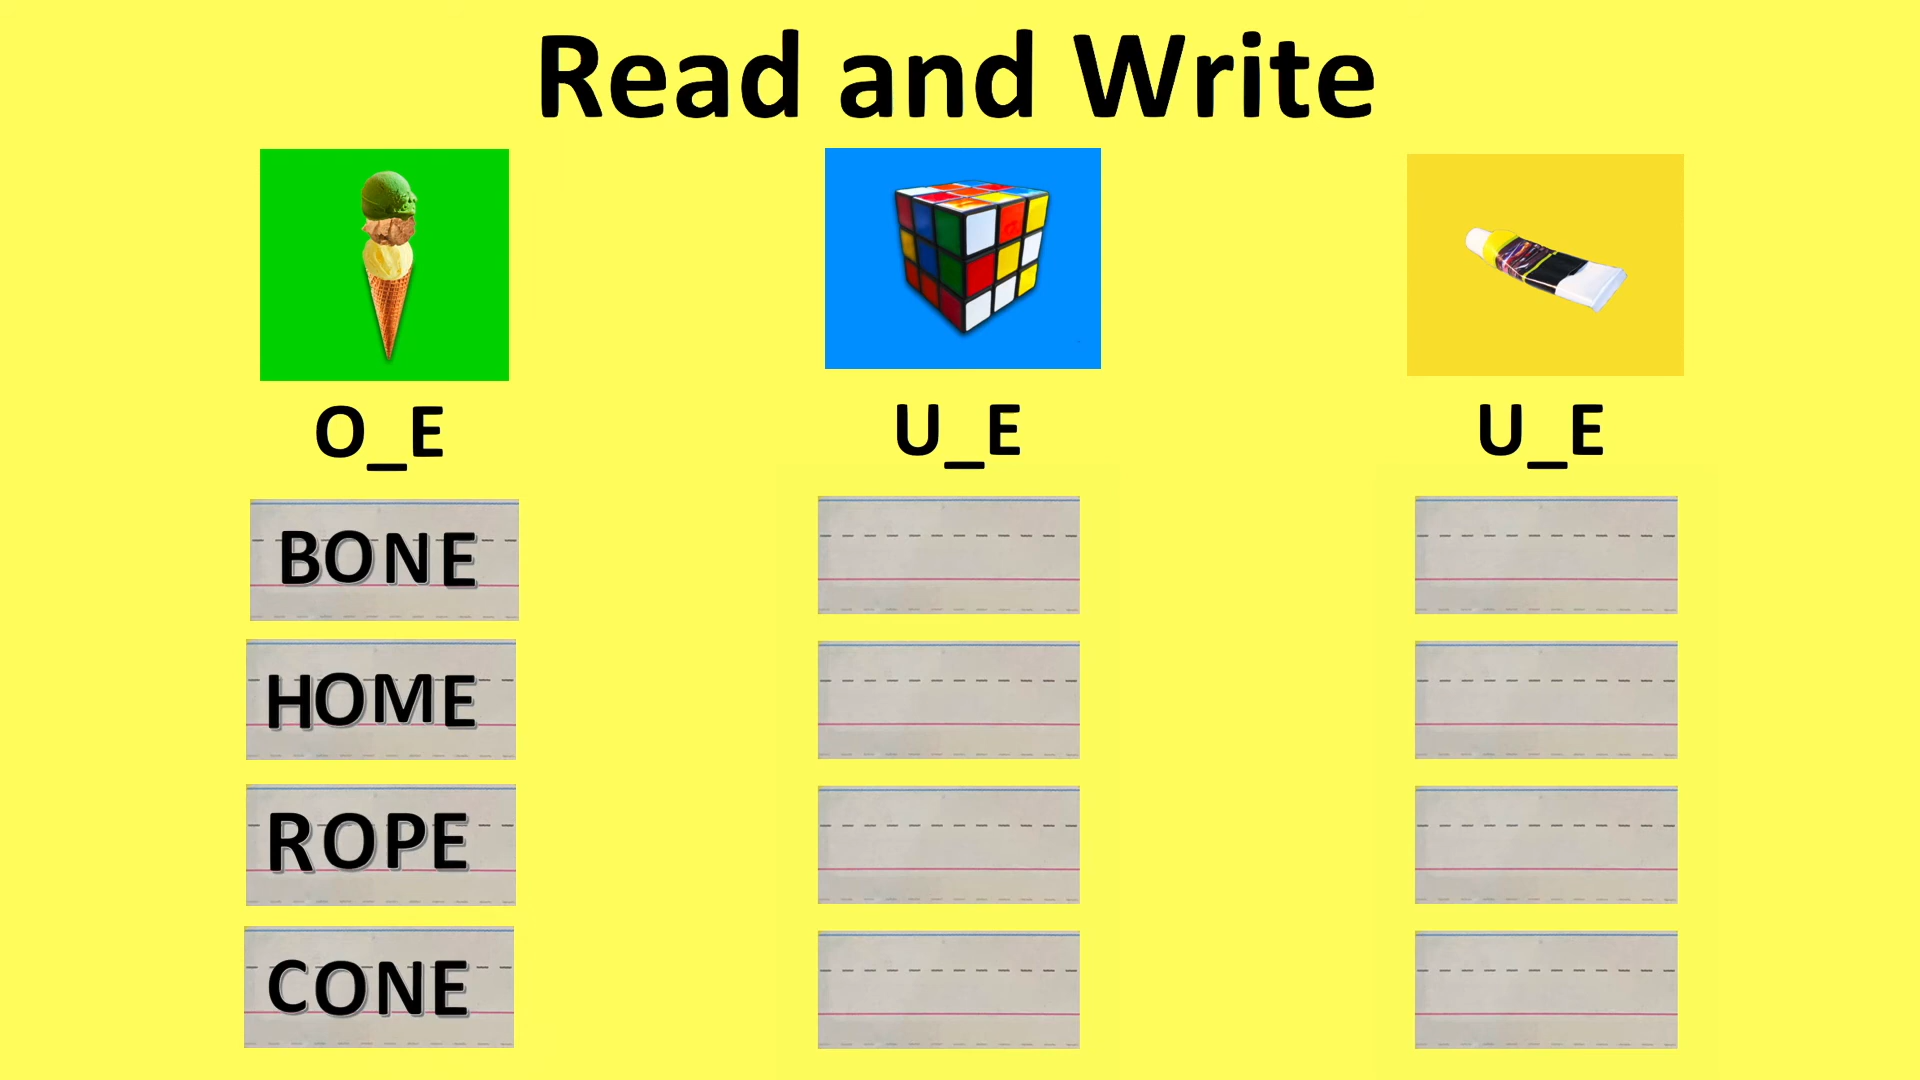 Read and Write
O_E
U_E
U_E
BONE
HOME
ROPE
CONE